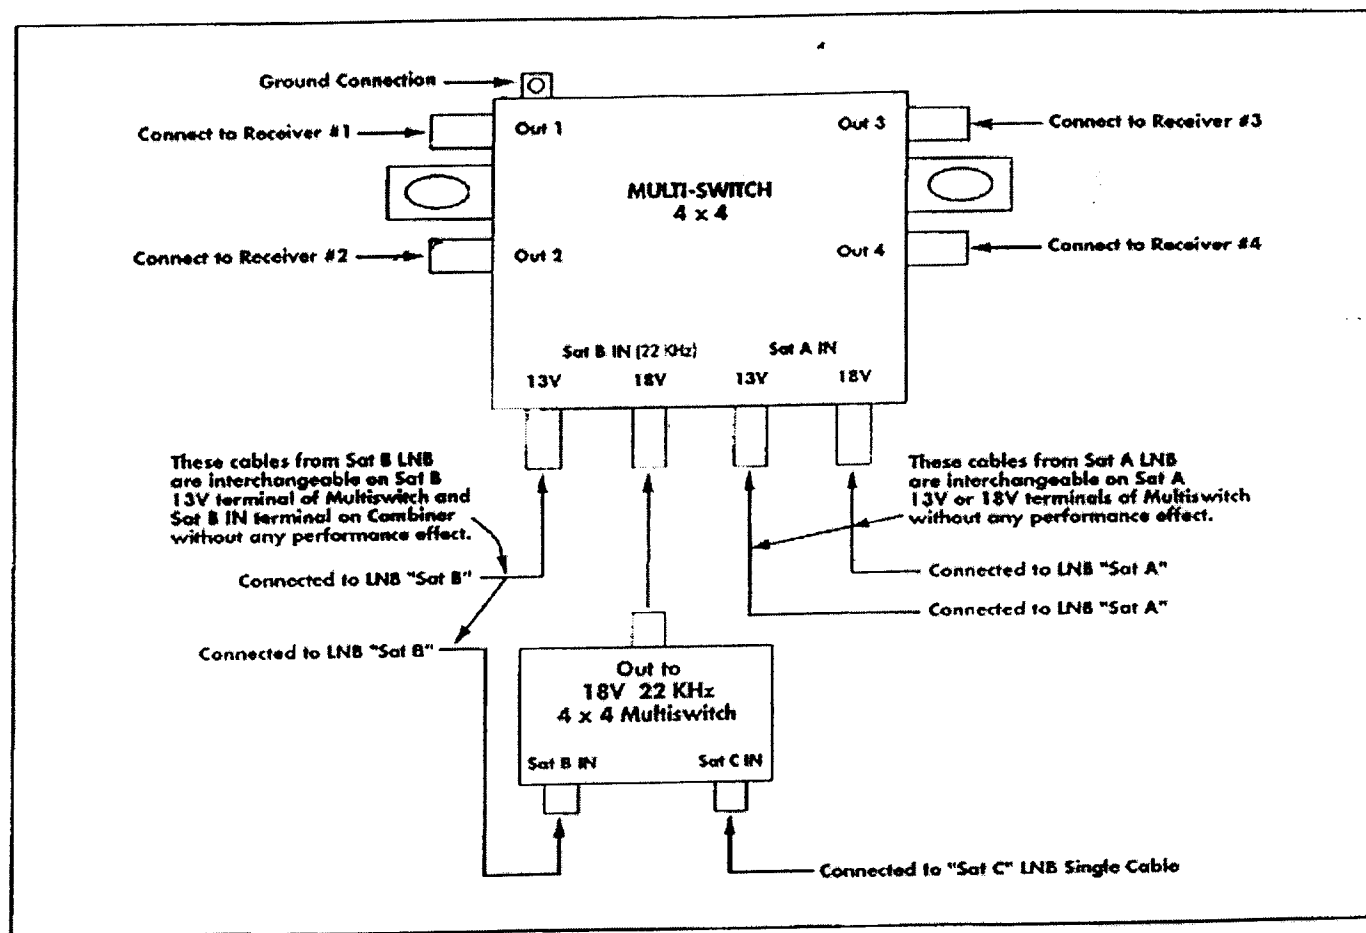 Ground Connection
Connect to Receiver #1
Out 1
Out 3
Connect to Receiver #3
MULTI-SWITCH
4 x 4
Connect to Receiver #2
Out 2
Out 4
Connect to Receiver #4
Sat B IN (22 KHz)
Sat A IN
13V
18V
13V
18V
These cables from Sat B LNB
are interchangeable on Sat B
13V terminal of Multiswitch and
Sat B IN terminal on Combiner
without any performance effect.
These cables from Sat A LNB
are interchangeable on Sat A
13V or 18V terminals of Multiswitch
without any performance effect.
Connected to LNB "Sat B"
Connected to LNB "Sat A"
Connected to LNB "Sat A"
Connected to LNB "Sat B"
Out to
18V 22 KHz
4 x 4 Multiswitch
Sat B IN
Sat C IN
Connected to "Sat C" LNB Single Cable